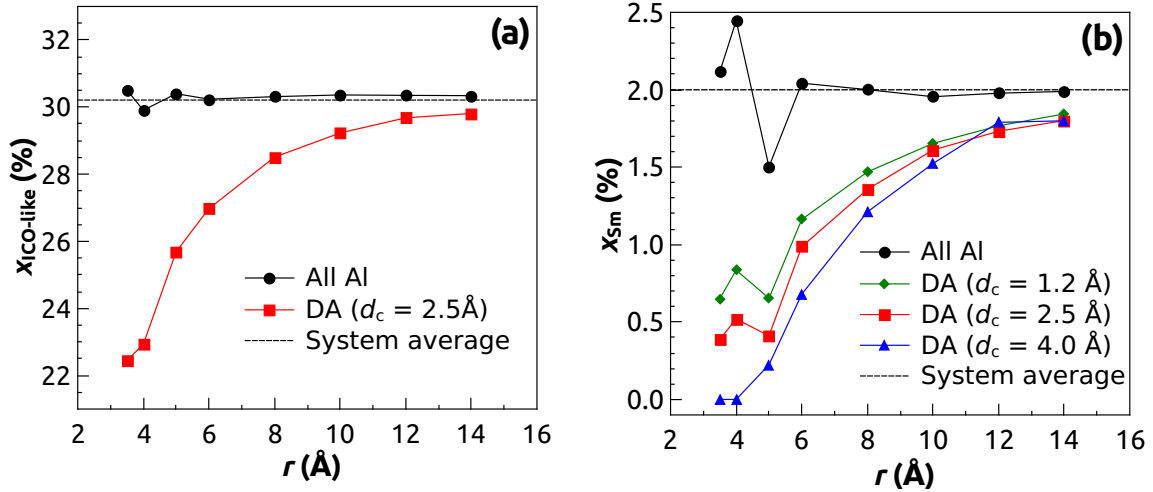 (a)
32
30
28
26
24
22
x_ICO-like (%)
All Al
DA (d_c = 2.5Å)
System average
2 4 6 8 10 12 14 16
r (Å)
(b)
2.5
2.0
1.5
1.0
0.5
0.0
x_Sm (%)
All Al
DA (d_c = 1.2 Å)
DA (d_c = 2.5 Å)
DA (d_c = 4.0 Å)
System average
2 4 6 8 10 12 14 16
r (Å)